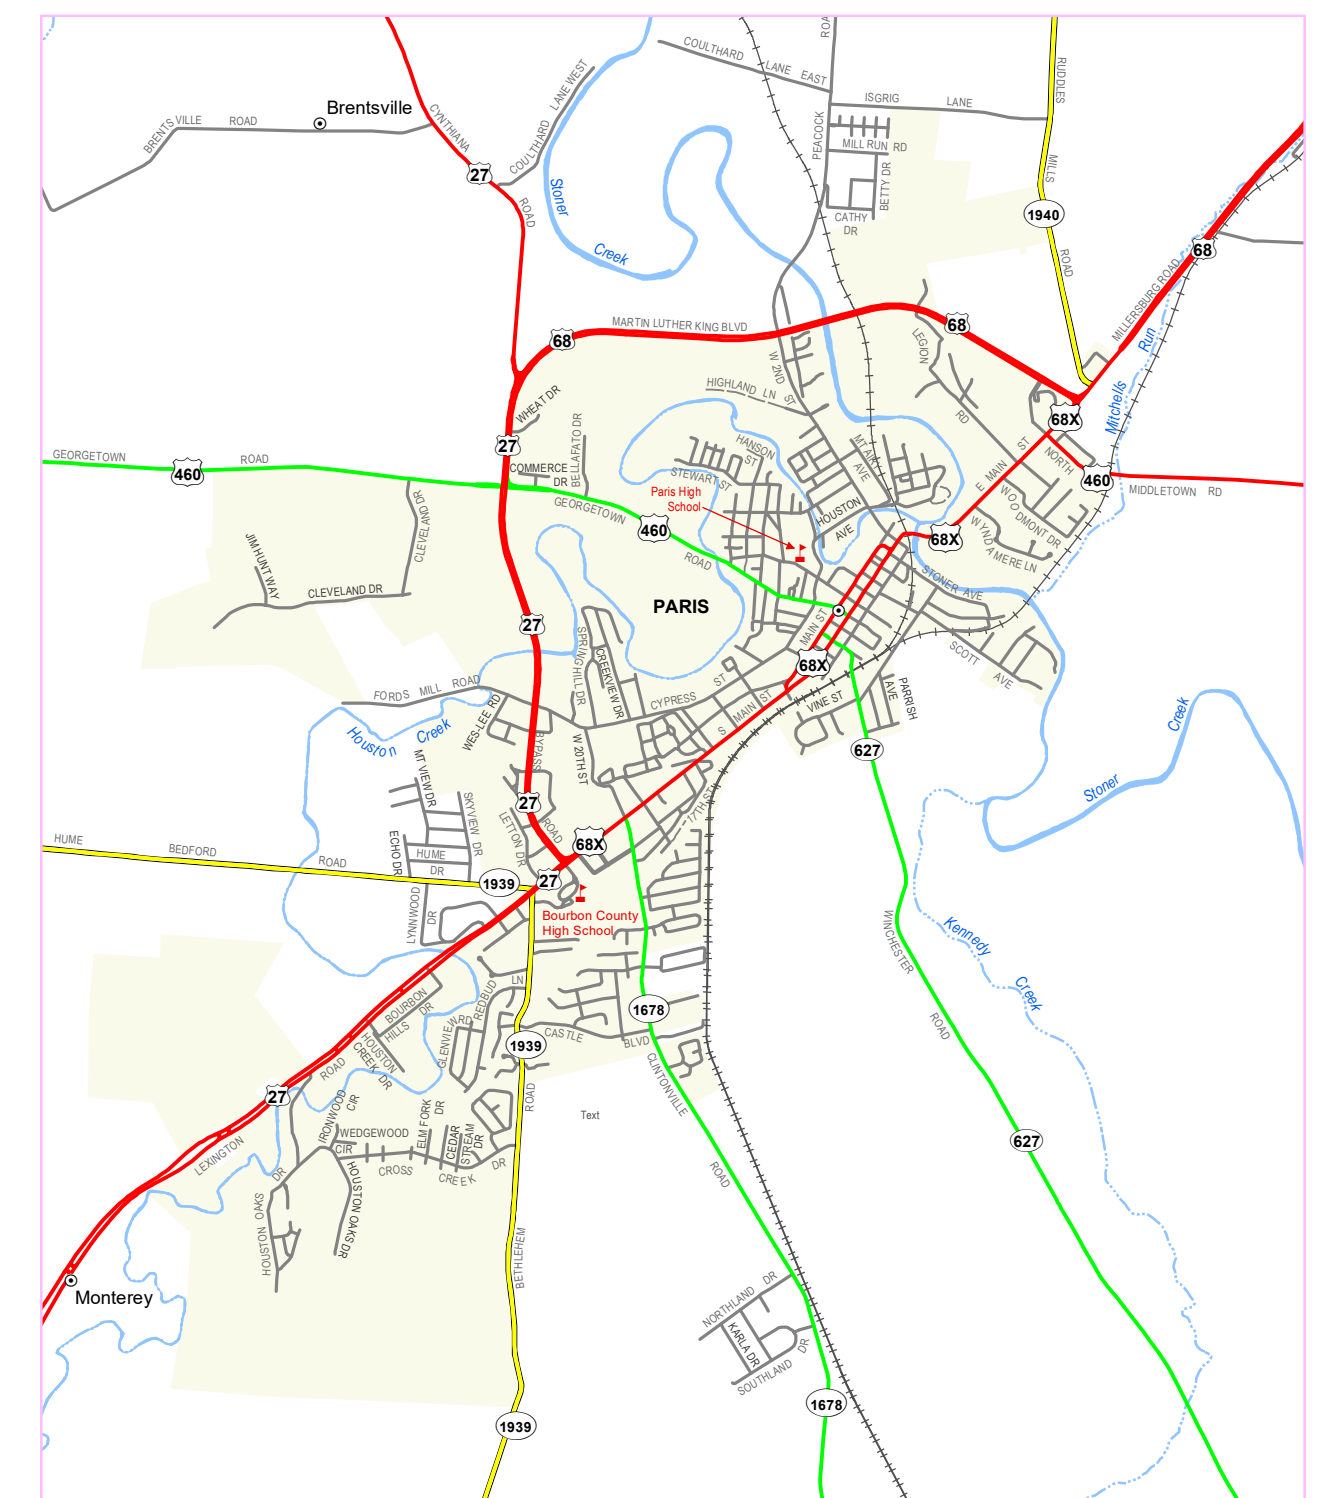 COULTHARD LANE EAST
ROA
RUDDLES
MILLS
ROAD
1940
Brentsville
BRENTSVILLE ROAD
CYNTHIANA
ROAD
27
COULTHARD LANE WEST
Stoner
Creek
ISGRIG LANE
PEACOCK
MILL RUN RD
BETTY DR
CATHY
DR
68
MILLERSBURG ROAD
Mitchells Run
MARTIN LUTHER KING BLVD
68
68
LEGION
RD
W 2ND
ST
HIGHLAND LN
WHEAT DR
27
BELLAFATO DR
COMMERCE
DR
GEORGETOWN ROAD
460
GEORGETOWN
460
ROAD
HANSON
ST
STEWART ST
Paris High
School
MT AIRY
AVE
HOUSTON
AVE
68X
E MAIN ST
NORTH
460
MIDDLETOWN RD
WOODMONT DR
WYNDAMERE LN
68X
STONER AVE
SCOTT
AVE
CLEVELAND DR
JIM HUNT WAY
CLEVELAND DR
PARIS
27
MAIN ST
68X
VINE ST
PARRISH
AVE
SPRING HILL DR
CREEKVIEW DR
CYPRESS ST
S MAIN ST
FORDS MILL ROAD
Houston Creek
WES-LEE RD
BYPASS
ROAD
W 20TH ST
17TH ST
627
Stoner
Creek
MT VIEW DR
SKYVIEW DR
LETTON DR
27
68X
ECHO DR
HUME
DR
HUME BEDFORD ROAD
1939
27
Bourbon County
High School
LYNNWOOD
DR
WINCHESTER
ROAD
Kennedy
Creek
BOURBON
HILLS DR
HOUSTON
CREEK DR
REDBUD LN
GLENVIEW RD
1939
CASTLE BLVD
1678
CLINTONVILLE
ROAD
27
ROAD
LEXINGTON
IRONWOOD
CIR
WEDGEWOOD
CIR
ELM FORK
DR
CEDAR
STREAM
DR
CROSS CREEK DR
HOUSTON OAKS DR
HOUSTON OAKS DR
ROAD
BETHLEHEM
Text
627
Monterey
NORTHLAND DR
KARLA DR
SOUTHLAND DR
1678
1939